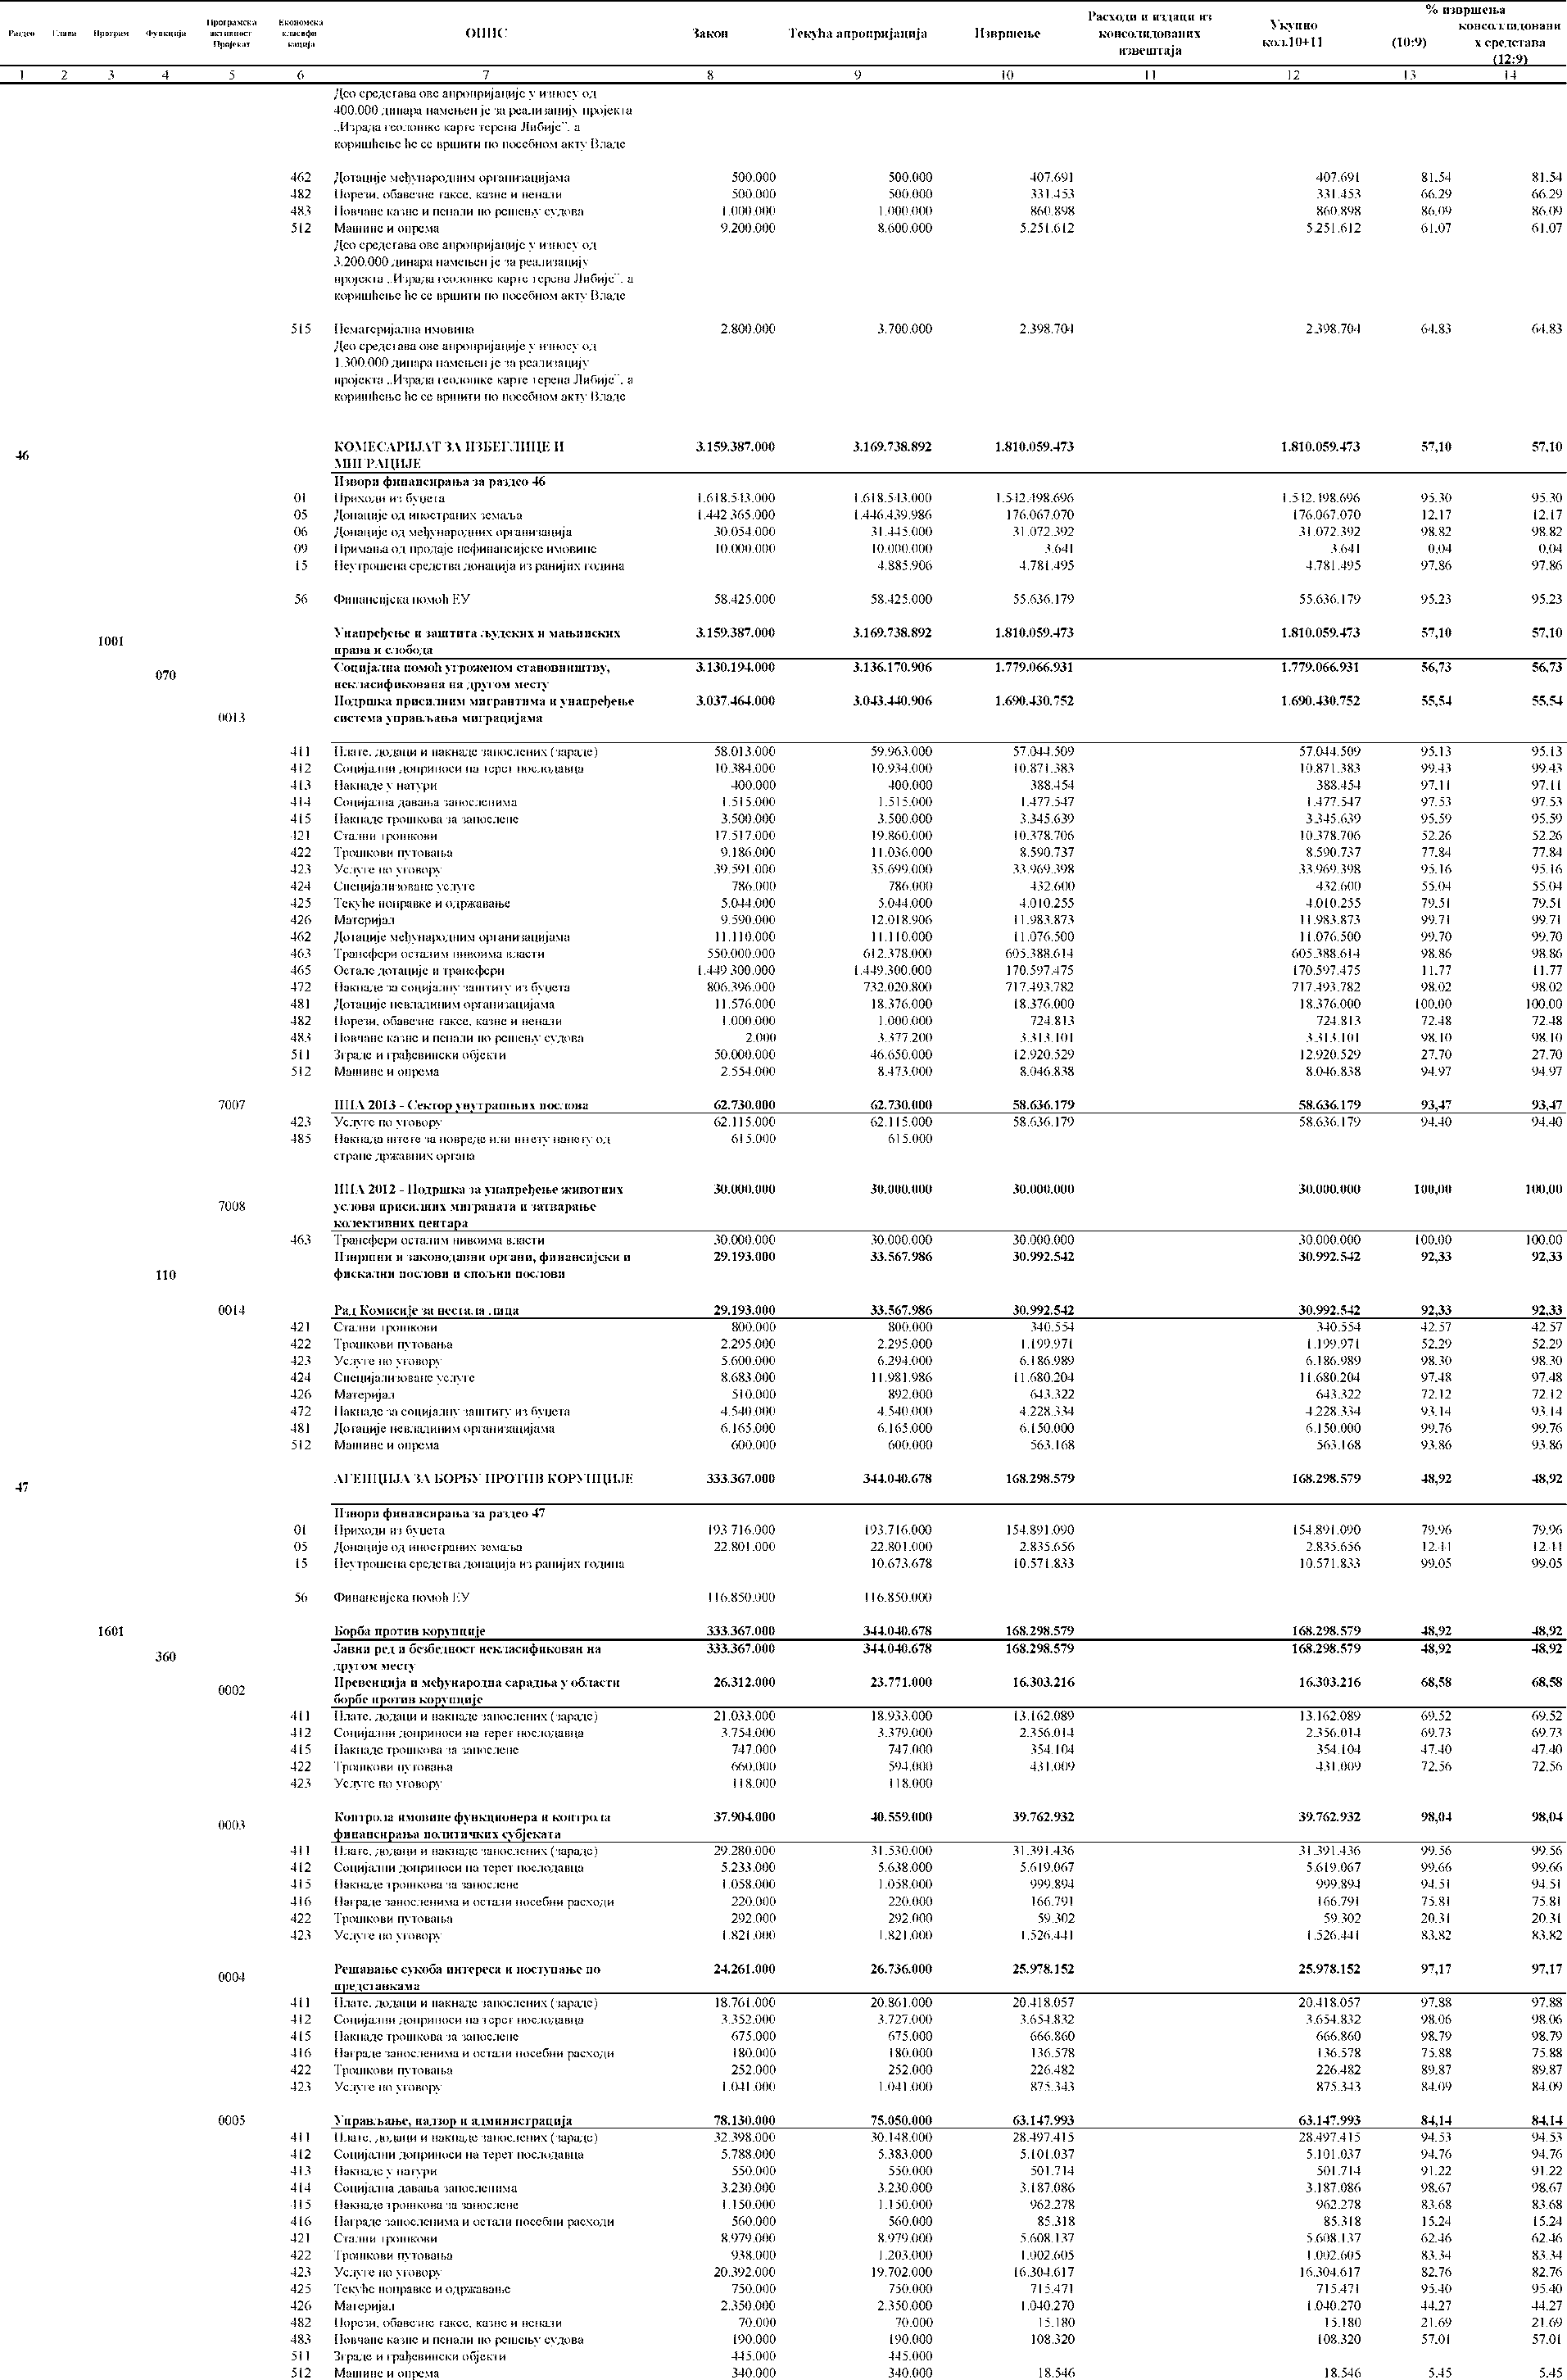 Раздео Глава Програм Функција Програмска активност Пројекат Економска класификација ОПИС Закон Текућа апропријација Извршење Расходи и издаци из консолидованих извештаја Укупно кол.10+11 % извршења (10:9) консолидованих средстава (12:9)
1 2 3 4 5 6 7 8 9 10 11 12 13 14
Део средстава ове апропријације у износу од
400.000 динара намењен је за реализацију пројекта
„Израда геолошке карте терена Либије”, а
коришћење ће се вршити по посебном акту Владе
462 Дотације међународним организацијама 500.000 500.000 407.691 407.691 81.54 81.54
482 Порези, обавезне таксе, казне и пенали 500.000 500.000 331.453 331.453 66.29 66.29
483 Новчане казне и пенали по решењу судова 1.000.000 1.000.000 860.898 860.898 86.09 86.09
512 Машине и опрема 9.200.000 8.600.000 5.251.612 5.251.612 61.07 61.07
Део средстава ове апропријације у износу од
3.200.000 динара намењен је за реализацију
пројекта „Израда геолошке карте терена Либије”, а
коришћење ће се вршити по посебном акту Владе
515 Нематеријална имовина 2.800.000 3.700.000 2.398.704 2.398.704 64.83 64.83
Део средстава ове апропријације у износу од
1.300.000 динара намењен је за реализацију
пројекта „Израда геолошке карте терена Либије”, а
коришћење ће се вршити по посебном акту Владе
46 КОМЕСАРИЈАТ ЗА ИЗБЕГЛИЦЕ И 3.159.387.000 3.169.738.892 1.810.059.473 1.810.059.473 57,10 57,10
МИГРАЦИЈЕ
Извори финансирања за раздео 46
01 Приходи из буџета 1.618.543.000 1.618.543.000 1.542.498.696 1.542.498.696 95.30 95.30
05 Донације од иностраних земаља 1.442.365.000 1.446.439.986 176.067.070 176.067.070 12.17 12.17
06 Донације од међународних организација 30.054.000 31.445.000 31.072.392 31.072.392 98.82 98.82
09 Примања од продаје нефинансијске имовине 10.000.000 10.000.000 3.641 3.641 0.04 0.04
15 Неутрошена средства донација из ранијих година 4.885.906 4.781.495 4.781.495 97.86 97.86
56 Финансијска помоћ ЕУ 58.425.000 58.425.000 55.636.179 55.636.179 95.23 95.23
1001 Унапређење и заштита људских и мањинских 3.159.387.000 3.169.738.892 1.810.059.473 1.810.059.473 57,10 57,10
права и слобода
070 Социјална помоћ угроженом становништву, 3.130.194.000 3.136.170.906 1.779.066.931 1.779.066.931 56,73 56,73
некласификована на другом месту
0013 Подршка присилним мигрантима и унапређење 3.037.464.000 3.043.440.906 1.690.430.752 1.690.430.752 55,54 55,54
система управљања миграцијама
411 Плате, додаци и накнаде запослених (зараде) 58.013.000 59.963.000 57.044.509 57.044.509 95.13 95.13
412 Социјални доприноси на терет послодавца 10.384.000 10.934.000 10.871.383 10.871.383 99.43 99.43
413 Накнаде у натури 400.000 400.000 388.454 388.454 97.11 97.11
414 Социјална давања запосленима 1.515.000 1.515.000 1.477.547 1.477.547 97.53 97.53
415 Накнаде трошкова за запослене 3.500.000 3.500.000 3.345.639 3.345.639 95.59 95.59
421 Стални трошкови 17.517.000 19.860.000 10.378.706 10.378.706 52.26 52.26
422 Трошкови путовања 9.186.000 11.036.000 8.590.737 8.590.737 77.84 77.84
423 Услуге по уговору 39.591.000 35.699.000 33.969.398 33.969.398 95.16 95.16
424 Специјализоване услуге 786.000 786.000 432.600 432.600 55.04 55.04
425 Текуће поправке и одржавање 5.044.000 5.044.000 4.010.255 4.010.255 79.51 79.51
426 Материјал 9.590.000 12.018.906 11.983.873 11.983.873 99.71 99.71
462 Дотације међународним организацијама 11.110.000 11.110.000 11.076.500 11.076.500 99.70 99.70
463 Трансфери осталим нивоима власти 550.000.000 612.378.000 605.388.614 605.388.614 98.86 98.86
465 Остале дотације и трансфери 1.449.300.000 1.449.300.000 170.597.475 170.597.475 11.77 11.77
472 Накнаде за социјалну заштиту из буџета 806.396.000 732.020.800 717.493.782 717.493.782 98.02 98.02
481 Дотације невладиним организацијама 11.576.000 18.376.000 18.376.000 18.376.000 100.00 100.00
482 Порези, обавезне таксе, казне и пенали 1.000.000 1.000.000 724.813 724.813 72.48 72.48
483 Новчане казне и пенали по решењу судова 2.000 3.377.200 3.313.101 3.313.101 98.10 98.10
511 Зграде и грађевински објекти 50.000.000 46.650.000 12.920.529 12.920.529 27.70 27.70
512 Машине и опрема 2.554.000 8.473.000 8.046.838 8.046.838 94.97 94.97
7007 ИПА 2013 - Сектор унутрашњих послова 62.730.000 62.730.000 58.636.179 58.636.179 93,47 93,47
423 Услуге по уговору 62.115.000 62.115.000 58.636.179 58.636.179 94.40 94.40
485 Накнада штете за повреде или штету нанету од 615.000 615.000
стране државних органа
7008 ИПА 2012 - Подршка за унапређење животних 30.000.000 30.000.000 30.000.000 30.000.000 100,00 100,00
услова присилних миграната и затварање
колективних центара
463 Трансфери осталим нивоима власти 30.000.000 30.000.000 30.000.000 30.000.000 100.00 100.00
110 Извршни и законодавни органи, финансијски и 29.193.000 33.567.986 30.992.542 30.992.542 92,33 92,33
фискални послови и спољни послови
0014 Рад Комисије за нестала лица 29.193.000 33.567.986 30.992.542 30.992.542 92,33 92,33
421 Стални трошкови 800.000 800.000 340.554 340.554 42.57 42.57
422 Трошкови путовања 2.295.000 2.295.000 1.199.971 1.199.971 52.29 52.29
423 Услуге по уговору 5.600.000 6.294.000 6.186.989 6.186.989 98.30 98.30
424 Специјализоване услуге 8.683.000 11.981.986 11.680.204 11.680.204 97.48 97.48
426 Материјал 510.000 892.000 643.322 643.322 72.12 72.12
472 Накнаде за социјалну заштиту из буџета 4.540.000 4.540.000 4.228.334 4.228.334 93.14 93.14
481 Дотације невладиним организацијама 6.165.000 6.165.000 6.150.000 6.150.000 99.76 99.76
512 Машине и опрема 600.000 600.000 563.168 563.168 93.86 93.86
47 АГЕНЦИЈА ЗА БОРБУ ПРОТИВ КОРУПЦИЈЕ 333.367.000 344.040.678 168.298.579 168.298.579 48,92 48,92
Извори финансирања за раздео 47
01 Приходи из буџета 193.716.000 193.716.000 154.891.090 154.891.090 79.96 79.96
05 Донације од иностраних земаља 22.801.000 22.801.000 2.835.656 2.835.656 12.44 12.44
15 Неутрошена средства донација из ранијих година 10.673.678 10.571.833 10.571.833 99.05 99.05
56 Финансијска помоћ ЕУ 116.850.000 116.850.000
1601 Борба против корупције 333.367.000 344.040.678 168.298.579 168.298.579 48,92 48,92
360 Јавни ред и безбедност некласификован на 333.367.000 344.040.678 168.298.579 168.298.579 48,92 48,92
другом месту
0002 Превенција и међународна сарадња у области 26.312.000 23.771.000 16.303.216 16.303.216 68,58 68,58
борбе против корупције
411 Плате, додаци и накнаде запослених (зараде) 21.033.000 18.933.000 13.162.089 13.162.089 69.52 69.52
412 Социјални доприноси на терет послодавца 3.754.000 3.379.000 2.356.014 2.356.014 69.73 69.73
415 Накнаде трошкова за запослене 747.000 747.000 354.104 354.104 47.40 47.40
422 Трошкови путовања 660.000 594.000 431.009 431.009 72.56 72.56
423 Услуге по уговору 118.000 118.000
0003 Контрола имовине функционера и контрола 37.904.000 40.559.000 39.762.932 39.762.932 98,04 98,04
финансирања политичких субјеката
411 Плате, додаци и накнаде запослених (зараде) 29.280.000 31.530.000 31.391.436 31.391.436 99.56 99.56
412 Социјални доприноси на терет послодавца 5.233.000 5.638.000 5.619.067 5.619.067 99.66 99.66
415 Накнаде трошкова за запослене 1.058.000 1.058.000 999.894 999.894 94.51 94.51
416 Награде запосленима и остали посебни расходи 220.000 220.000 166.791 166.791 75.81 75.81
422 Трошкови путовања 292.000 292.000 59.302 59.302 20.31 20.31
423 Услуге по уговору 1.821.000 1.821.000 1.526.441 1.526.441 83.82 83.82
0004 Решавање сукоба интереса и поступање по 24.261.000 26.736.000 25.978.152 25.978.152 97,17 97,17
представкама
411 Плате, додаци и накнаде запослених (зараде) 18.761.000 20.861.000 20.418.057 20.418.057 97.88 97.88
412 Социјални доприноси на терет послодавца 3.352.000 3.727.000 3.654.832 3.654.832 98.06 98.06
415 Накнаде трошкова за запослене 675.000 675.000 666.860 666.860 98.79 98.79
416 Награде запосленима и остали посебни расходи 180.000 180.000 136.578 136.578 75.88 75.88
422 Трошкови путовања 252.000 252.000 226.482 226.482 89.87 89.87
423 Услуге по уговору 1.041.000 1.041.000 875.343 875.343 84.09 84.09
0005 Управљање, надзор и администрација 78.130.000 75.050.000 63.147.993 63.147.993 84,14 84,14
411 Плате, додаци и накнаде запослених (зараде) 32.398.000 30.148.000 28.497.415 28.497.415 94.53 94.53
412 Социјални доприноси на терет послодавца 5.788.000 5.383.000 5.101.037 5.101.037 94.76 94.76
413 Накнаде у натури 550.000 550.000 501.714 501.714 91.22 91.22
414 Социјална давања запосленима 3.230.000 3.230.000 3.187.086 3.187.086 98.67 98.67
415 Накнаде трошкова за запослене 1.150.000 1.150.000 962.278 962.278 83.68 83.68
416 Награде запосленима и остали посебни расходи 560.000 560.000 85.318 85.318 15.24 15.24
421 Стални трошкови 8.979.000 8.979.000 5.608.137 5.608.137 62.46 62.46
422 Трошкови путовања 938.000 1.203.000 1.002.605 1.002.605 83.34 83.34
423 Услуге по уговору 20.392.000 19.702.000 16.304.617 16.304.617 82.76 82.76
425 Текуће поправке и одржавање 750.000 750.000 715.471 715.471 95.40 95.40
426 Материјал 2.350.000 2.350.000 1.040.270 1.040.270 44.27 44.27
482 Порези, обавезне таксе, казне и пенали 70.000 70.000 15.180 15.180 21.69 21.69
483 Новчане казне и пенали по решењу судова 190.000 190.000 108.320 108.320 57.01 57.01
511 Зграде и грађевински објекти 445.000 445.000
512 Машине и опрема 340.000 340.000 18.546 18.546 5.45 5.45